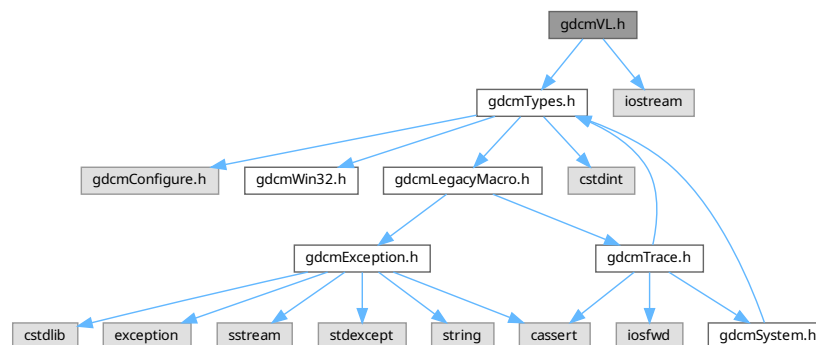 gdcmVL.h
gdcmTypes.h
iostream
gdcmConfigure.h
gdcmWin32.h
gdcmLegacyMacro.h
cstdint
gdcmException.h
gdcmTrace.h
cstdlib
exception
sstream
stdexcept
string
cassert
iosfwd
gdcmSystem.h